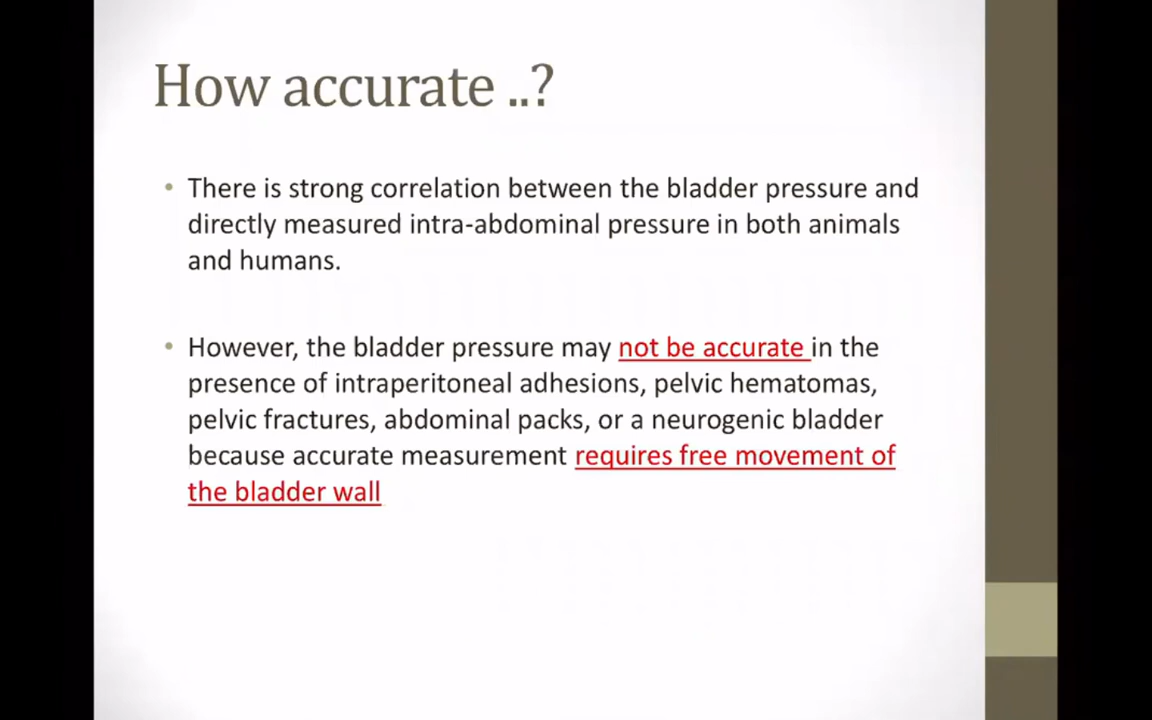 How accurate ..?
• There is strong correlation between the bladder pressure and
directly measured intra-abdominal pressure in both animals
and humans.
• However, the bladder pressure may not be accurate in the
presence of intraperitoneal adhesions, pelvic hematomas,
pelvic fractures, abdominal packs, or a neurogenic bladder
because accurate measurement requires free movement of
the bladder wall